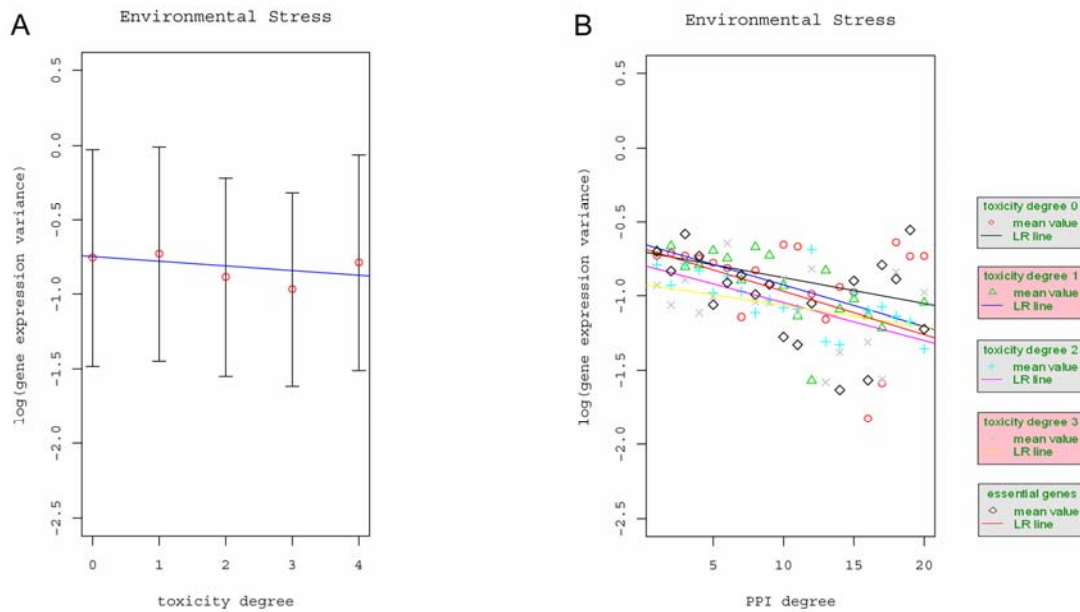 A
Environmental Stress
log(gene expression variance)
0.5
0.0
-0.5
-1.0
-1.5
-2.0
-2.5
0 1 2 3 4
toxicity degree
B
Environmental Stress
log(gene expression variance)
0.5
0.0
-0.5
-1.0
-1.5
-2.0
-2.5
5 10 15 20
PPI degree
toxicity degree 0
mean value
LR line
toxicity degree 1
mean value
LR line
toxicity degree 2
mean value
LR line
toxicity degree 3
mean value
LR line
essential genes
mean value
LR line